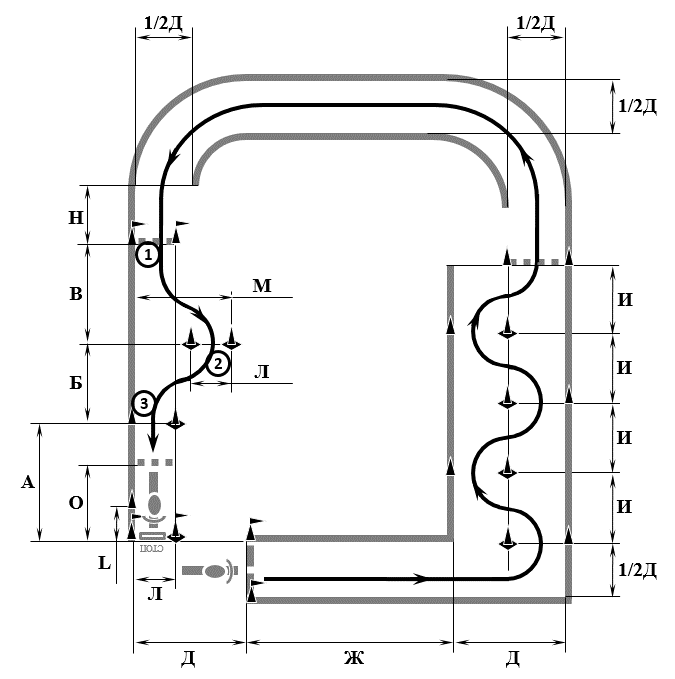 1/2Д
1/2Д
1/2Д
Н
1
В
М
И
2
И
Б
Л
3
И
А
О
И
L
СТОП
1/2Д
Л
Д
Ж
Д